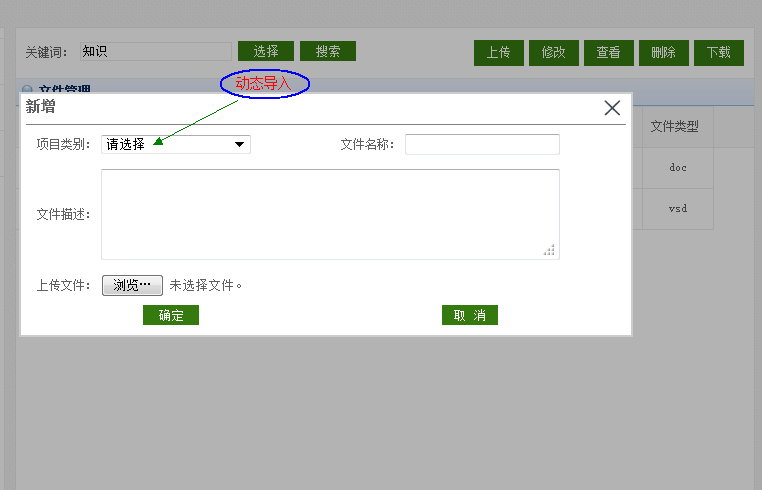 关键词： 知识 选择 搜索 上传 修改 查看 删除 下载
动态导入
文件管理
新增
文件类型
项目类别： 请选择 文件名称：
doc
文件描述： vsd
上传文件： 浏览… 未选择文件。
确定 取 消